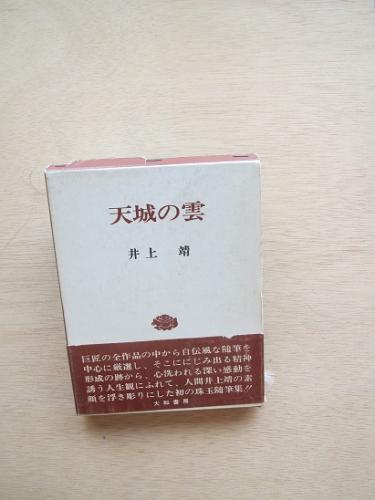 天城の雲
井上 靖
巨匠の全作品の中から自伝風な随筆を
中心に厳選し、そこににじみ出る精神
形成の跡から、心洗われる深い感動を
誘う人生観にふれて、人間井上靖の素
顔を浮き彫りにした初の珠玉随筆集!!
大和書房